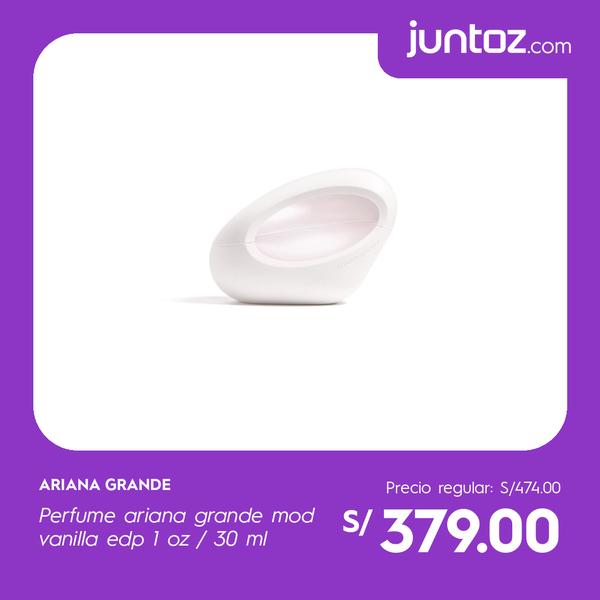 juntoz.com
ARIANA GRANDE
Perfume ariana grande mod
vanilla edp 1 oz / 30 ml
Precio regular: S/474.00
S/ 379.00